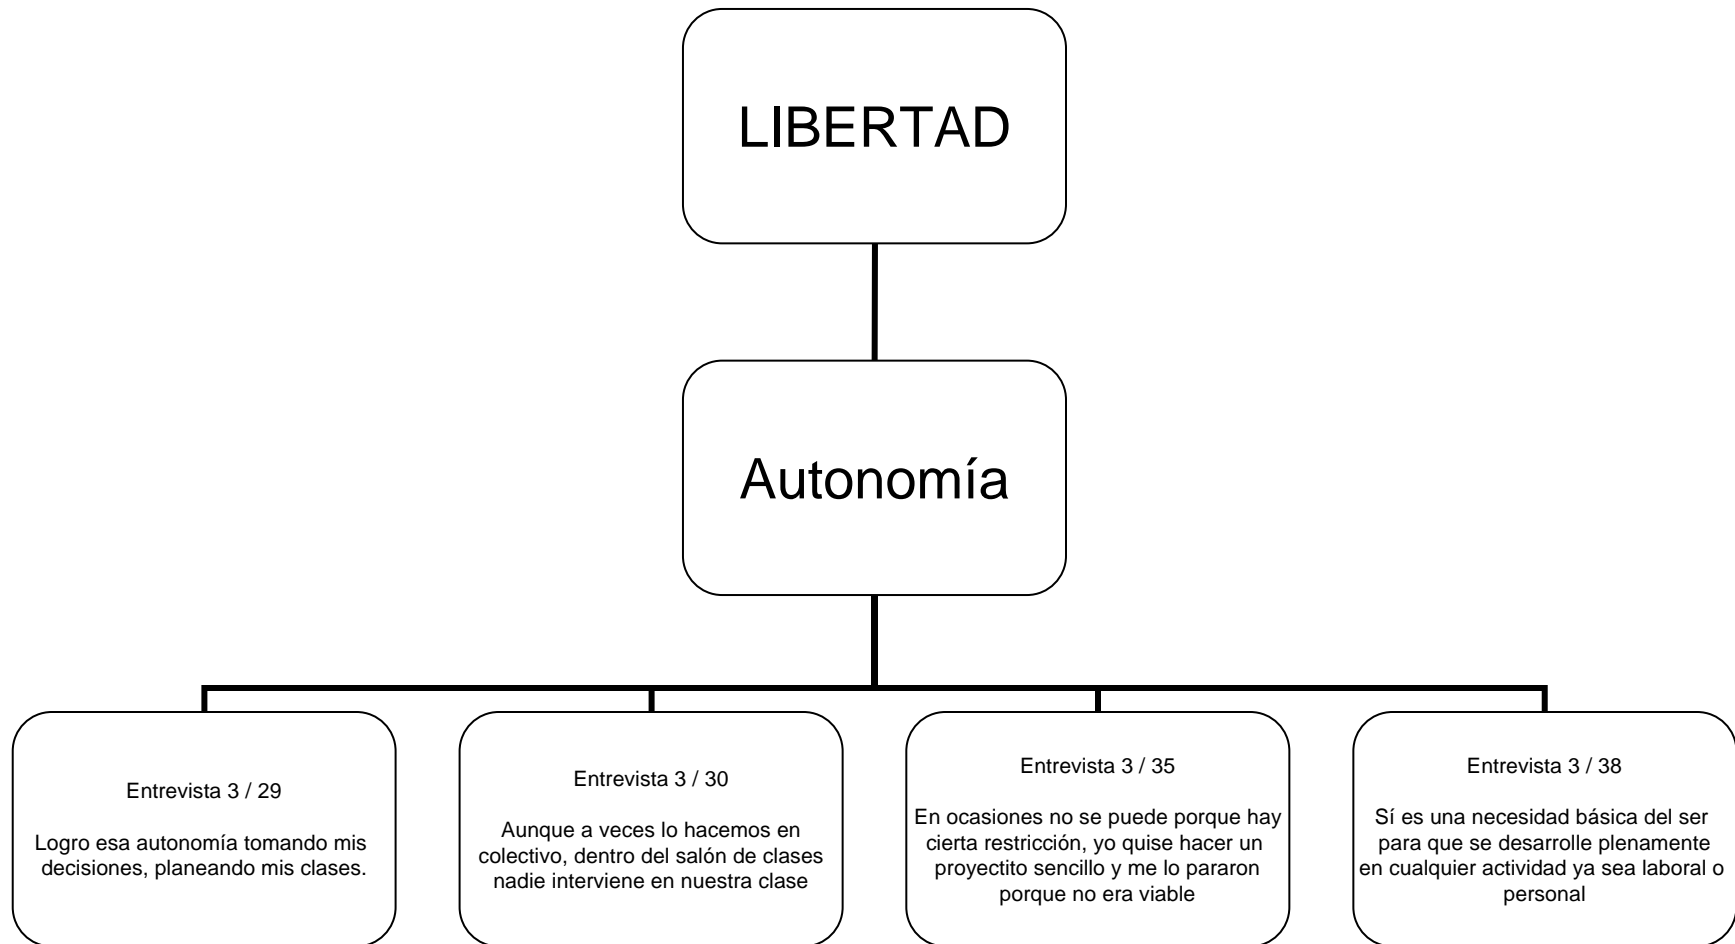 LIBERTAD
Autonomía
Entrevista 3 / 29
Logro esa autonomía tomando mis
decisiones, planeando mis clases.
Entrevista 3 / 30
Aunque a veces lo hacemos en
colectivo, dentro del salón de clases
nadie interviene en nuestra clase
Entrevista 3 / 35
En ocasiones no se puede porque hay
cierta restricción, yo quise hacer un
proyectito sencillo y me lo pararon
porque no era viable
Entrevista 3 / 38
Sí es una necesidad básica del ser
para que se desarrolle plenamente
en cualquier actividad ya sea laboral o
personal